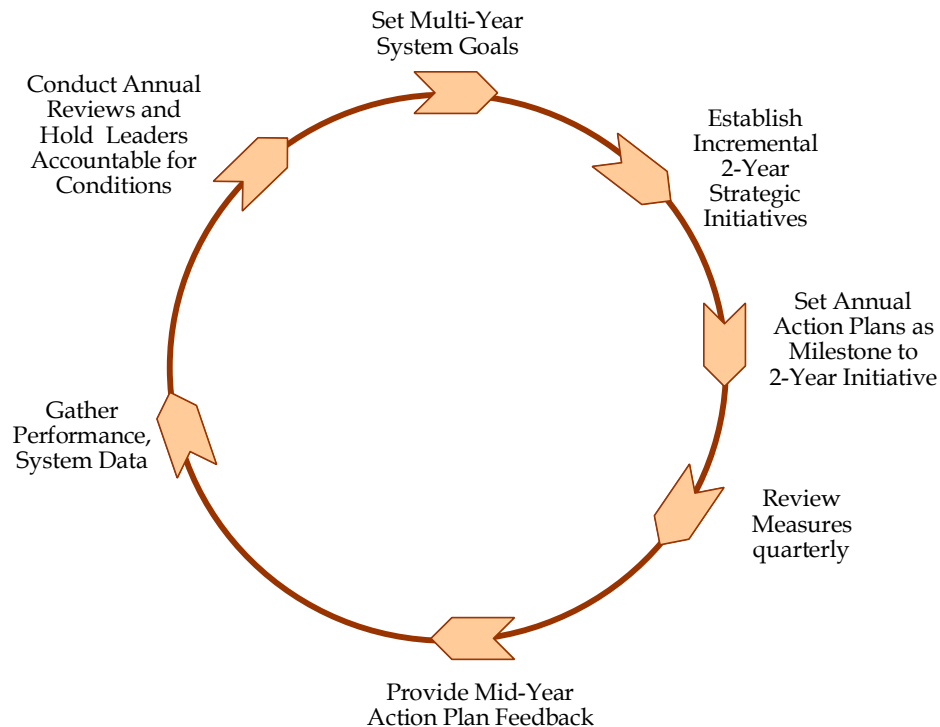 Set Multi-Year
System Goals
Establish
Incremental
2-Year
Strategic
Initiatives
Set Annual
Action Plans as
Milestone to
2-Year Initiative
Review
Measures
quarterly
Provide Mid-Year
Action Plan Feedback
Gather
Performance,
System Data
Conduct Annual
Reviews and
Hold  Leaders
Accountable for
Conditions